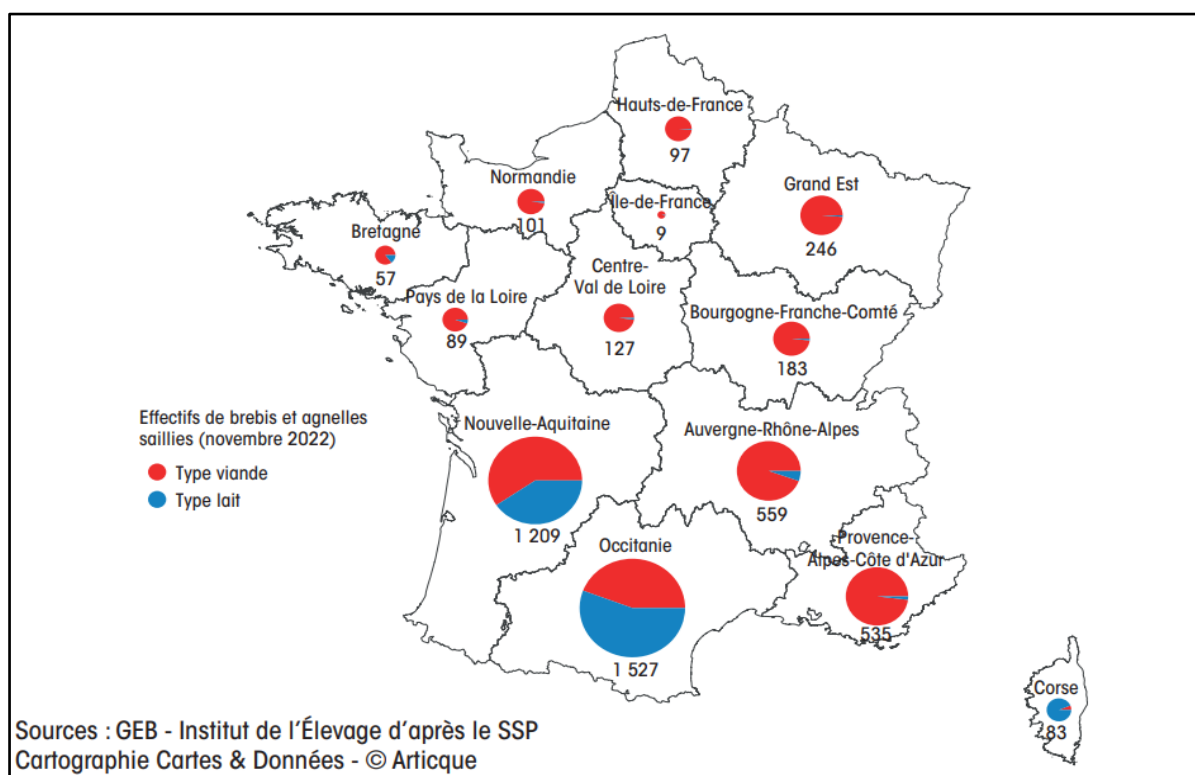 Hauts-de-France
97
Normandie
101
Île-de-France
9
Grand Est
246
Bretagne
57
Pays de la Loire
89
Centre-
Val de Loire
127
Bourgogne-Franche-Comté
183
Effectifs de brebis et agnelles
saillies (novembre 2022)
Type viande
Type lait
Nouvelle-Aquitaine
1 209
Auvergne-Rhône-Alpes
559
Occitanie
1 527
Provence-
Alpes-Côte d'Azur
535
Corse
83
Sources : GEB - Institut de l'Élevage d'après le SSP
Cartographie Cartes & Données - © Articque